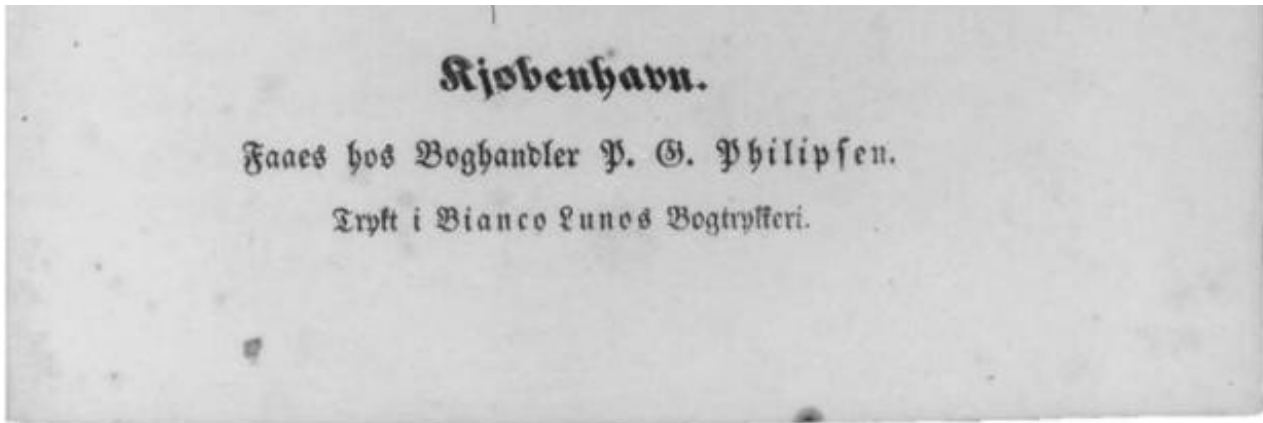 Kjøbenhavn.
Faaes hos Boghandler P. G. Philipsen.
Trykt i Bianco Lunos Bogtrykkeri.